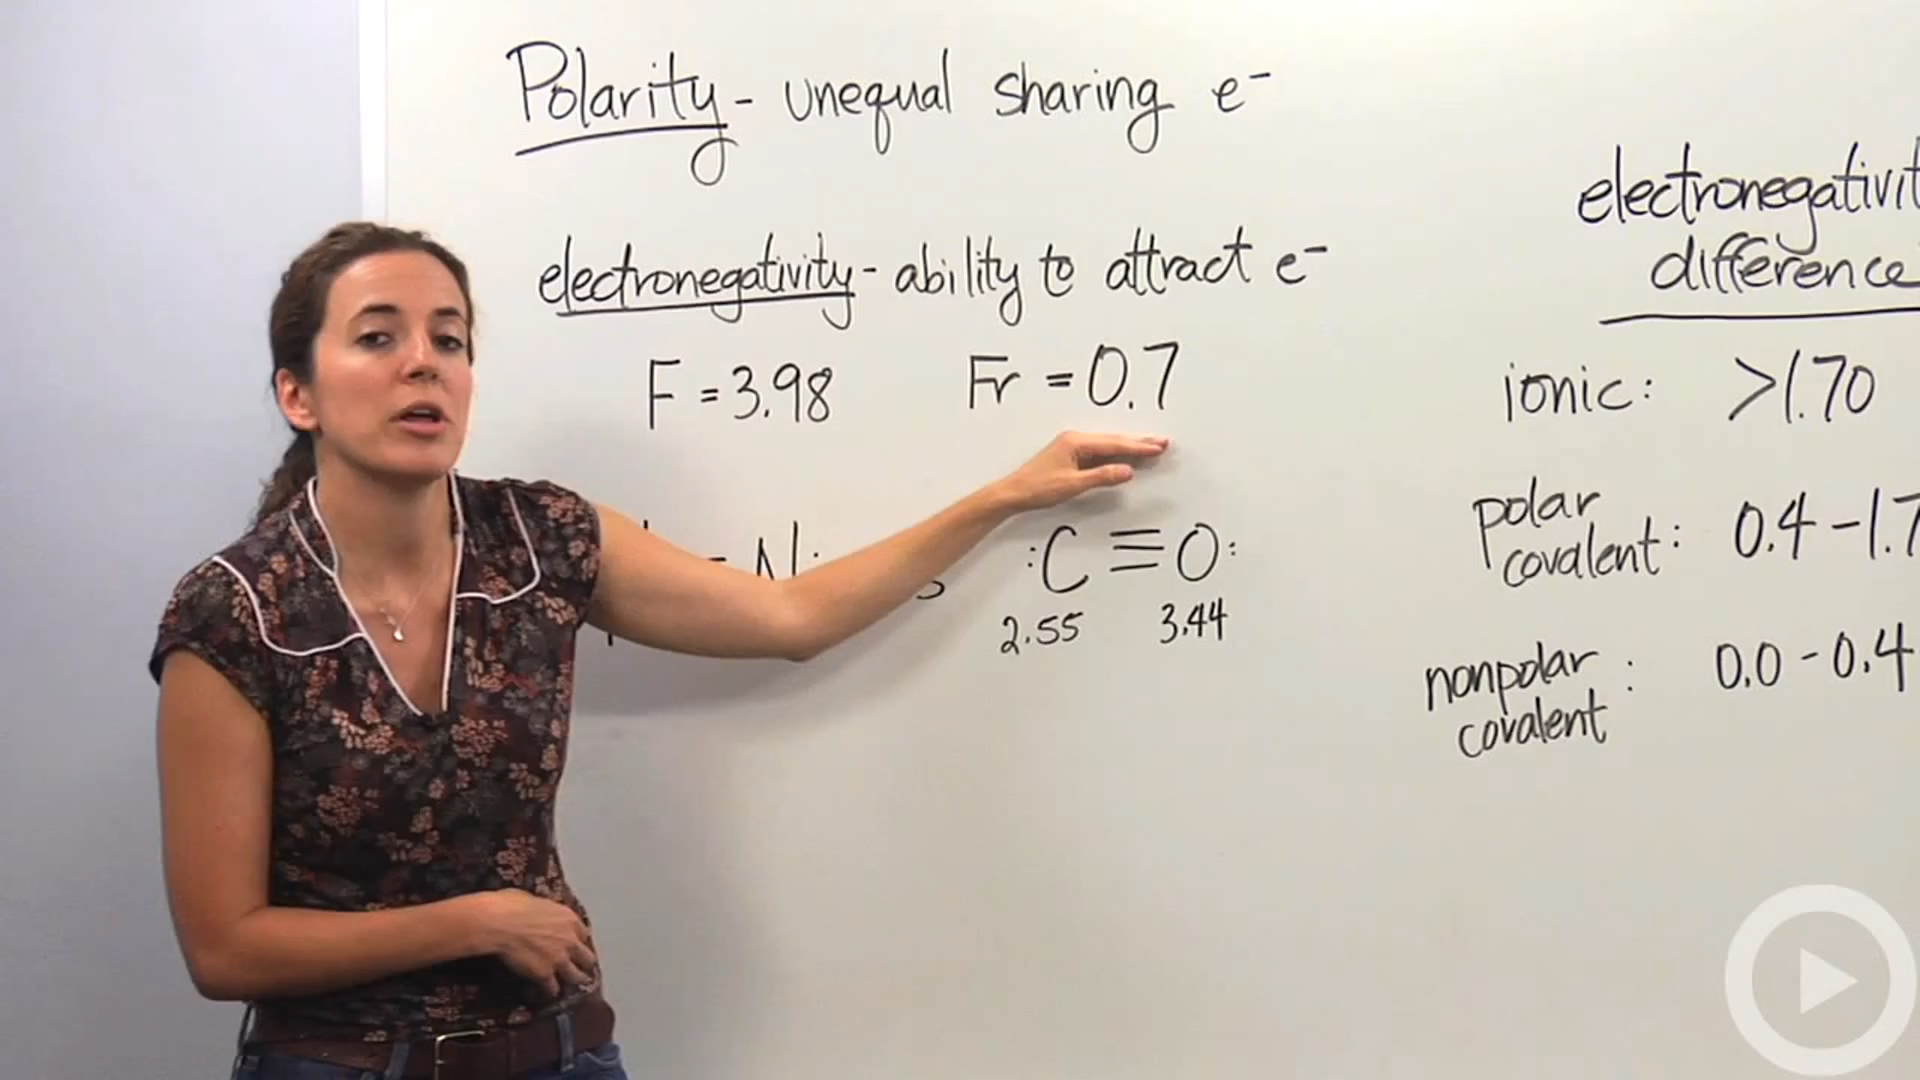 Polarity - unequal sharing e⁻
electronegativity - ability to attract e⁻
F = 3.98 Fr = 0.7
:C≡O:
2.55 3.44
electronegativit
difference
ionic: >1.70
polar
covalent: 0.4 - 1.7
nonpolar
covalent : 0.0 - 0.4